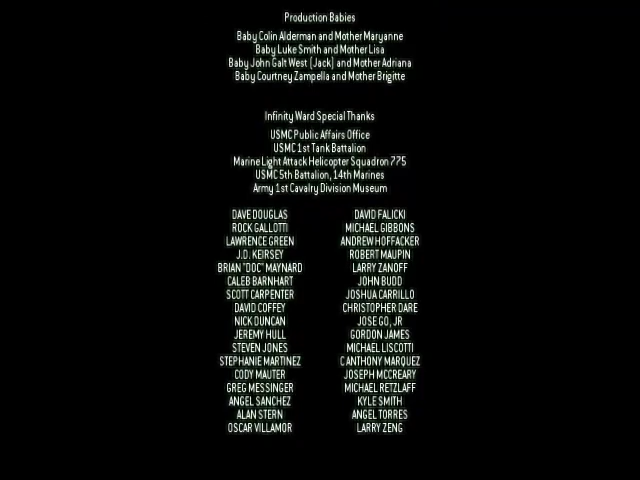 Production Babies
Baby Colin Alderman and Mother Maryanne
Baby Luke Smith and Mother Lisa
Baby John Galt West (Jack) and Mother Adriana
Baby Courtney Zampella and Mother Brigitte
Infinity Ward Special Thanks
USMC Public Affairs Office
USMC 1st Tank Battalion
Marine Light Attack Helicopter Squadron 775
USMC 5th Battalion, 14th Marines
Army 1st Cavalry Division Museum
DAVE DOUGLAS DAVID FALICKI
ROCK GALLOTTI MICHAEL GIBBONS
LAWRENCE GREEN ANDREW HOFFACKER
J.D. KEIRSEY ROBERT MAUPIN
BRIAN "DOC" MAYNARD LARRY ZANOFF
CALEB BARNHART JOHN BUDD
SCOTT CARPENTER JOSHUA CARRILLO
DAVID COFFEY CHRISTOPHER DARE
NICK DUNCAN JOSE GO, JR
JEREMY HULL GORDON JAMES
STEVEN JONES MICHAEL LISCOTTI
STEPHANIE MARTINEZ C ANTHONY MARQUEZ
CODY MAUTER JOSEPH MCCREARY
GREG MESSINGER MICHAEL RETZLAFF
ANGEL SANCHEZ KYLE SMITH
ALAN STERN ANGEL TORRES
OSCAR VILLAMOR LARRY ZENG